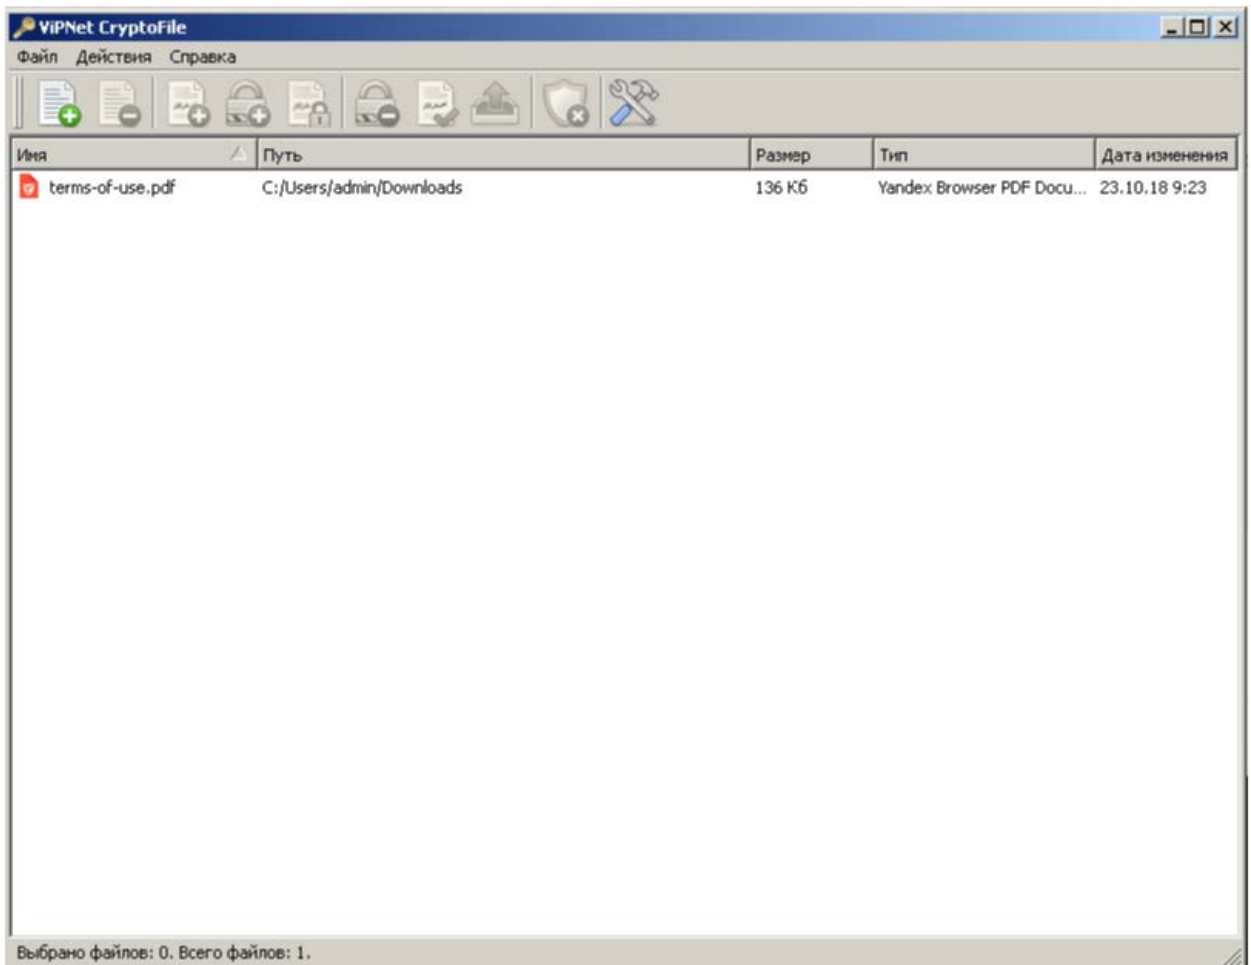 ViPNet CryptoFile
Файл Действия Справка
Имя Путь Размер Тип Дата изменения
terms-of-use.pdf C:/Users/admin/Downloads 136 Кб Yandex Browser PDF Docu... 23.10.18 9:23
Выбрано файлов: 0. Всего файлов: 1.